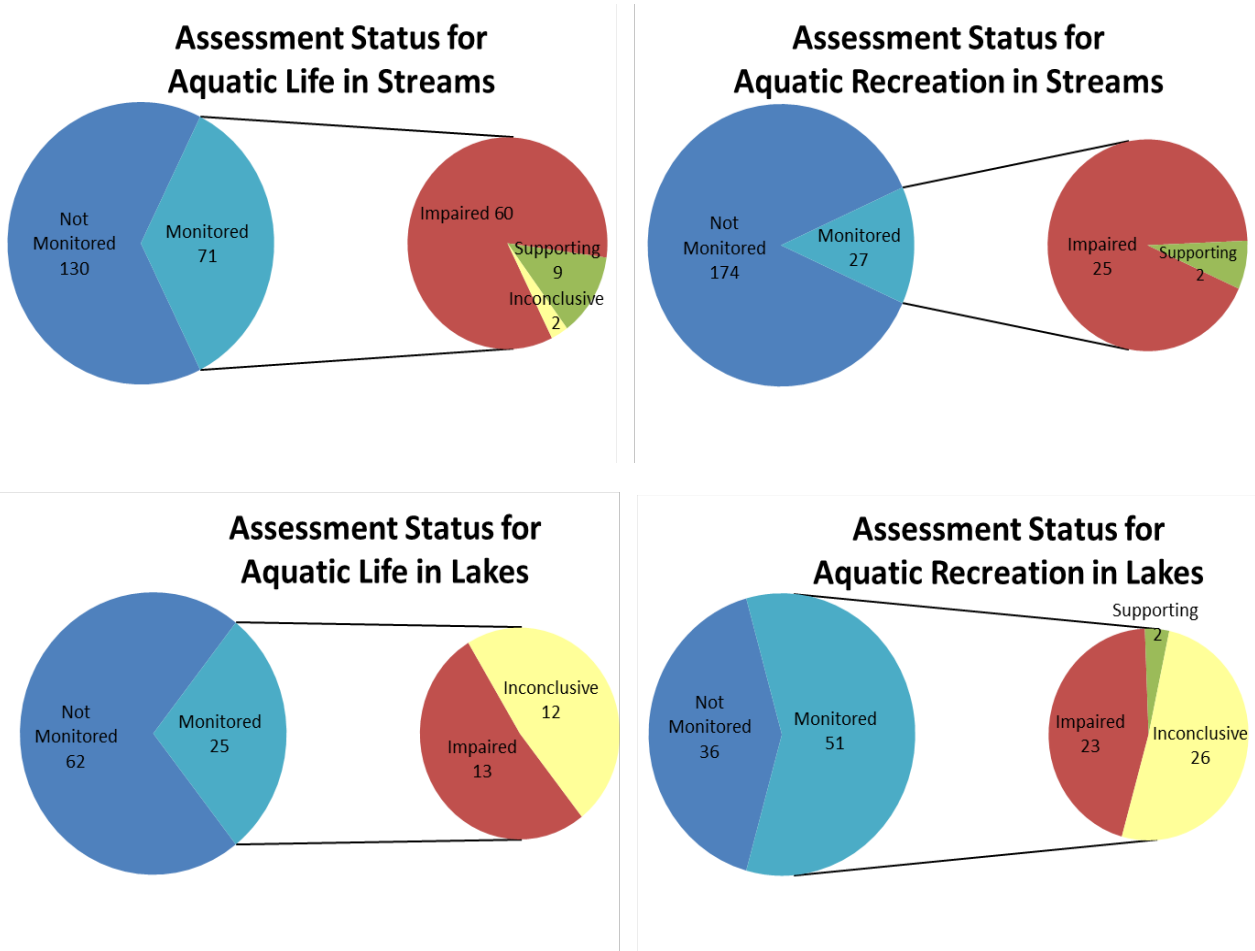 Assessment Status for
Aquatic Life in Streams
Not
Monitored
130
Monitored
71
Impaired 60
Supporting
9
Inconclusive
2
Assessment Status for
Aquatic Recreation in Streams
Not
Monitored
174
Monitored
27
Impaired
25
Supporting
2
Assessment Status for
Aquatic Life in Lakes
Not
Monitored
62
Monitored
25
Inconclusive
12
Impaired
13
Assessment Status for
Aquatic Recreation in Lakes
Not
Monitored
36
Monitored
51
Supporting
2
Impaired
23
Inconclusive
26